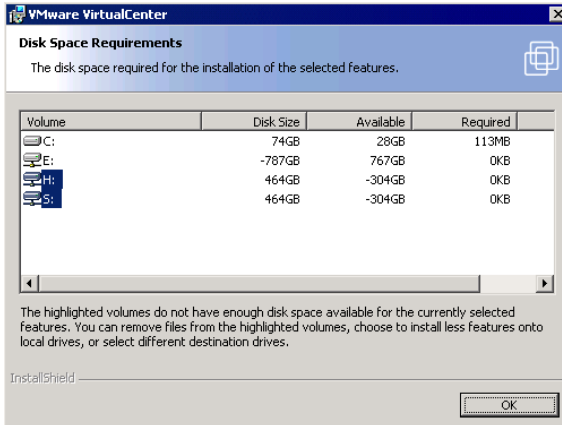 VMware VirtualCenter
Disk Space Requirements
The disk space required for the installation of the selected features.
Volume Disk Size Available Required
C: 74GB 28GB 113MB
E: -787GB 767GB 0KB
H: 464GB -304GB 0KB
S: 464GB -304GB 0KB
The highlighted volumes do not have enough disk space available for the currently selected
features. You can remove files from the highlighted volumes, choose to install less features onto
local drives, or select different destination drives.
InstallShield
OK